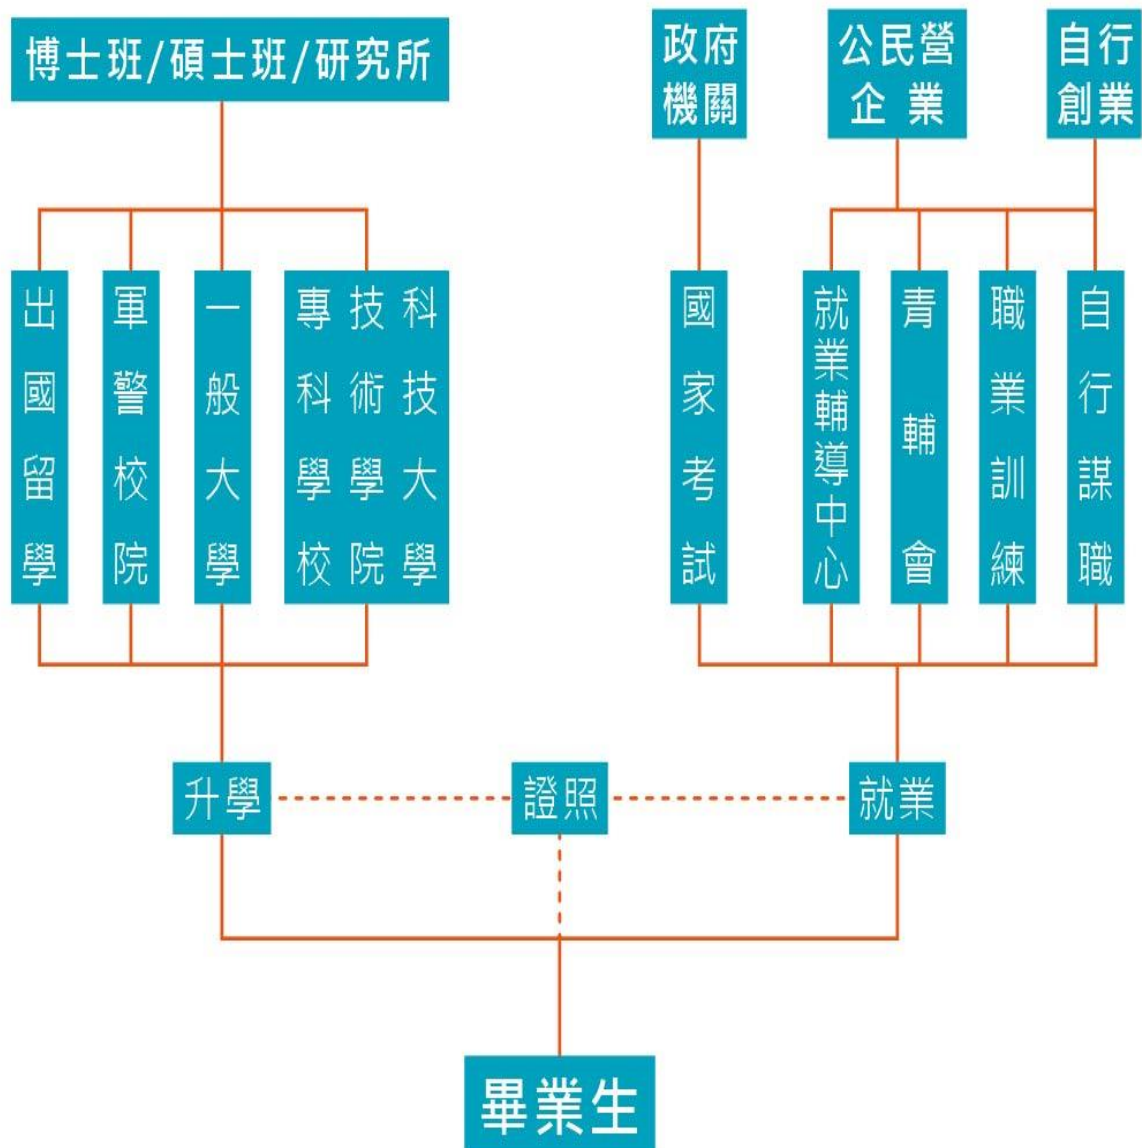 博士班/碩士班/研究所
政府
機關
公民營
企業
自行
創業
出國留學
軍警校院
一般大學
科技大學
技術學院
專科學校
國家考試
就業輔導中心
青輔會
職業訓練
自行謀職
升學
證照
就業
畢業生